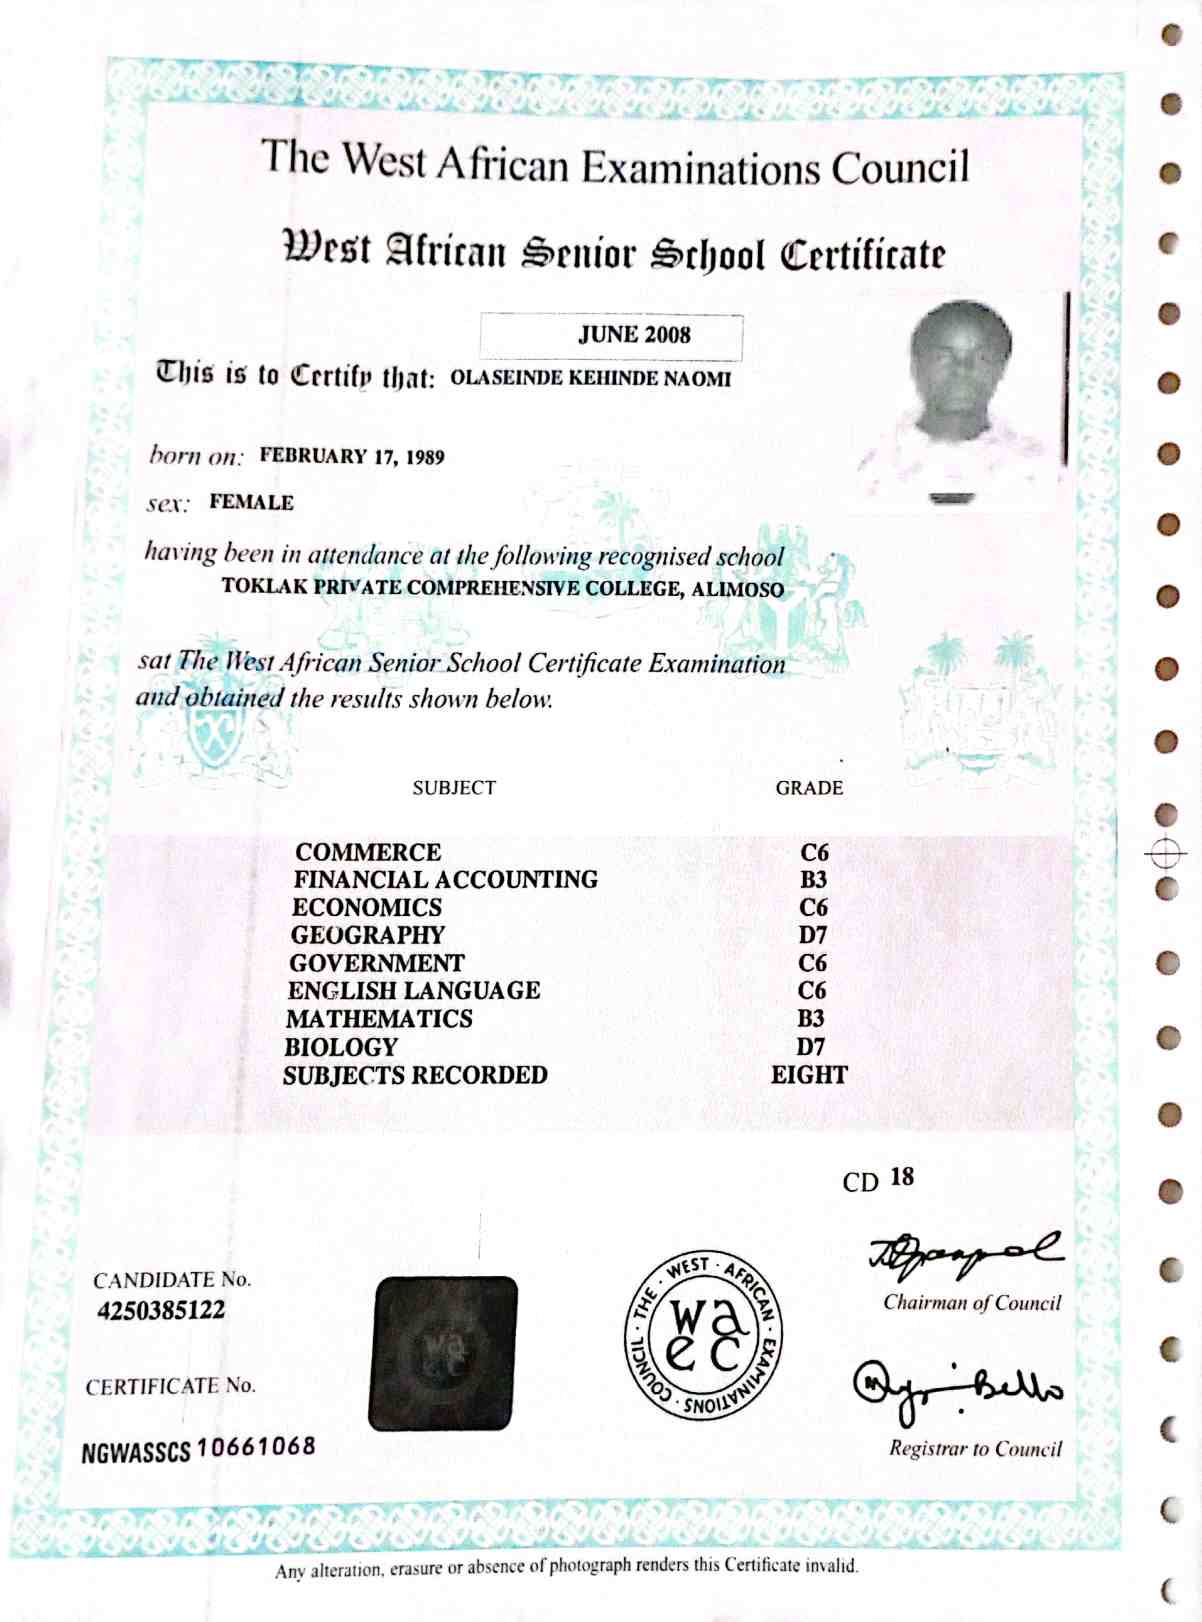 The West African Examinations Council
West African Senior School Certificate
JUNE 2008
This is to Certify that: OLASEINDE KEHINDE NAOMI
born on: FEBRUARY 17, 1989
sex: FEMALE
having been in attendance at the following recognised school
TOKLAK PRIVATE COMPREHENSIVE COLLEGE, ALIMOSO
sat The West African Senior School Certificate Examination
and obtained the results shown below.
SUBJECT GRADE
COMMERCE C6
FINANCIAL ACCOUNTING B3
ECONOMICS C6
GEOGRAPHY D7
GOVERNMENT C6
ENGLISH LANGUAGE C6
MATHEMATICS B3
BIOLOGY D7
SUBJECTS RECORDED EIGHT
CD 18
CANDIDATE No.
4250385122
CERTIFICATE No.
NGWASSCS 10661068
waec
THE · WEST · AFRICAN · EXAMINATIONS · COUNCIL
wa
ec
Chairman of Council
Bello
Registrar to Council
Any alteration, erasure or absence of photograph renders this Certificate invalid.